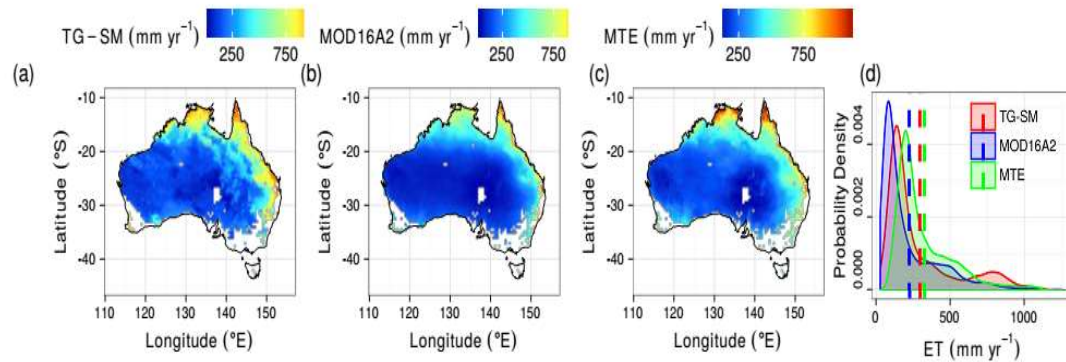 TG-SM (mm yr⁻¹) 250 750 MOD16A2 (mm yr⁻¹) 250 750 MTE (mm yr⁻¹) 250 750
(a) (b) (c) (d)
-10 -20 -30 -40
Latitude (°S)
110 120 130 140 150
Longitude (°E)
-10 -20 -30 -40
Latitude (°S)
110 120 130 140 150
Longitude (°E)
-10 -20 -30 -40
Latitude (°S)
110 120 130 140 150
Longitude (°E)
Probability Density
0.004
0.002
0.000
TG-SM
MOD16A2
MTE
0 500 1000
ET (mm yr⁻¹)